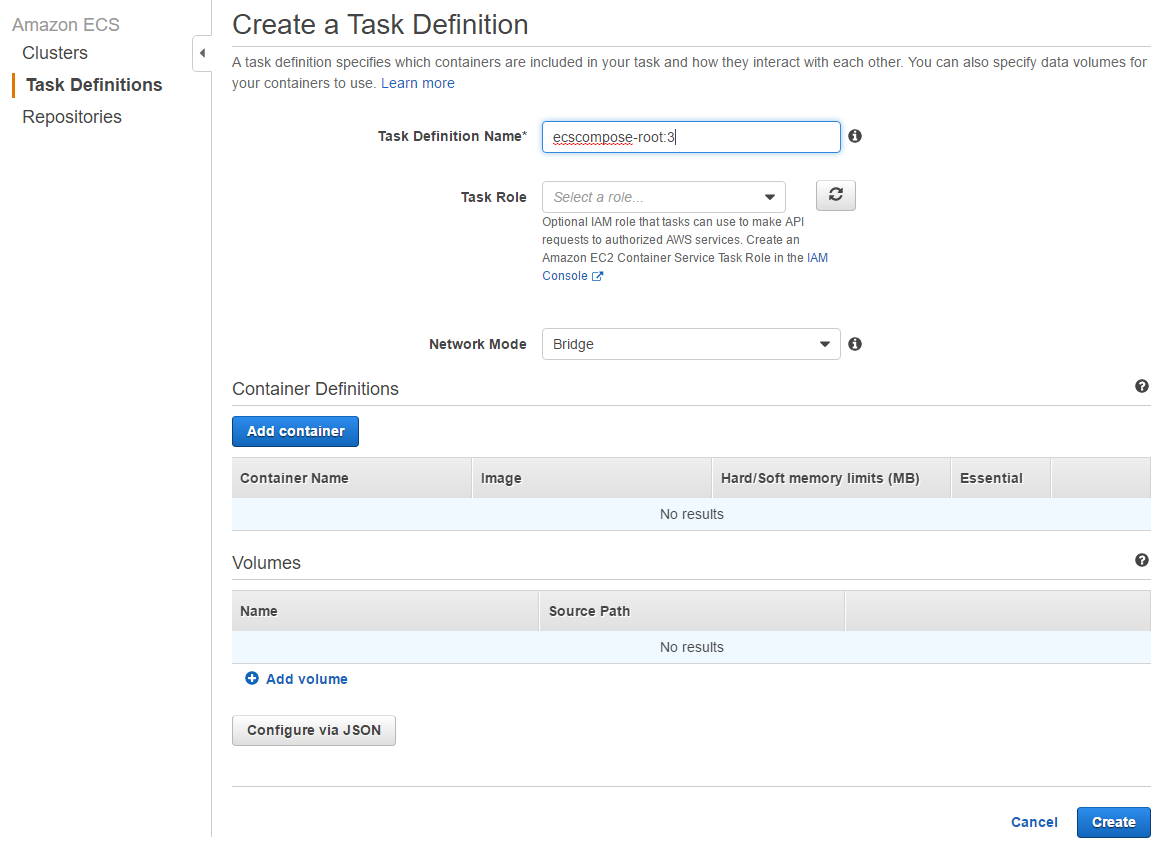 Amazon ECS
Clusters
Task Definitions
Repositories
Create a Task Definition
A task definition specifies which containers are included in your task and how they interact with each other. You can also specify data volumes for
your containers to use. Learn more
Task Definition Name* ecscompose-root:3
Task Role Select a role...
Optional IAM role that tasks can use to make API
requests to authorized AWS services. Create an
Amazon EC2 Container Service Task Role in the IAM
Console
Network Mode Bridge
Container Definitions
Add container
Container Name Image Hard/Soft memory limits (MB) Essential
No results
Volumes
Name Source Path
No results
Add volume
Configure via JSON
Cancel Create